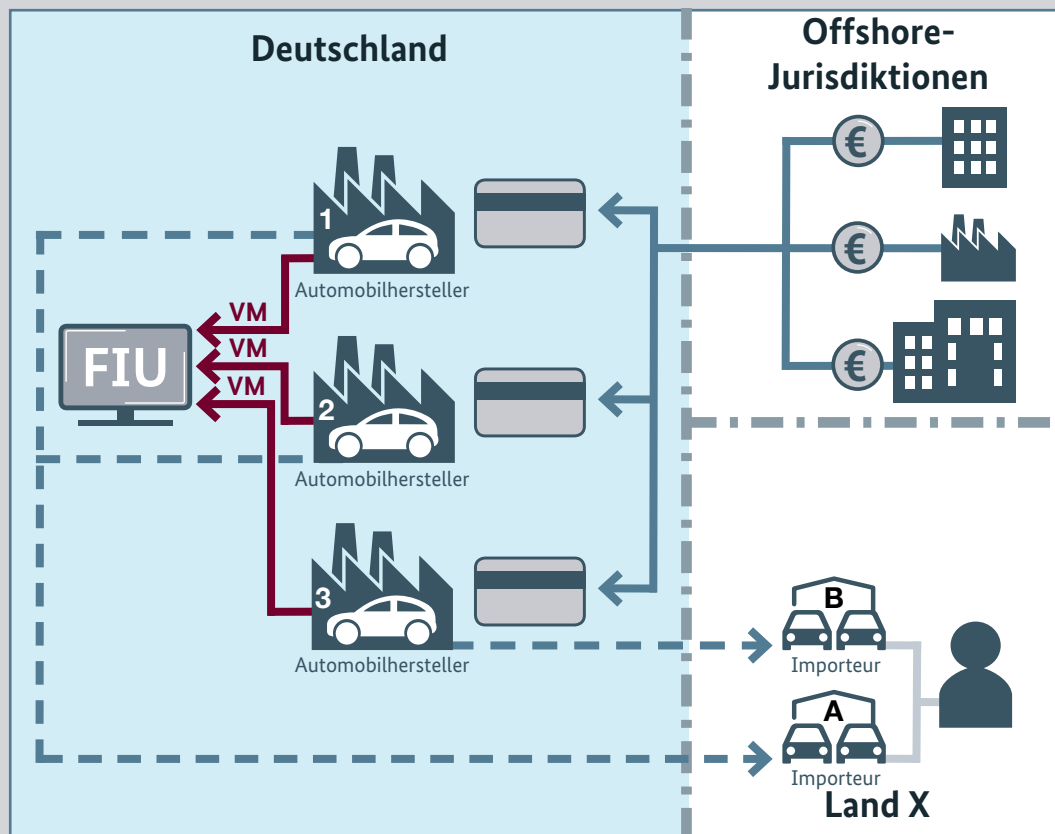 Deutschland
Offshore-
Jurisdiktionen
€
€
€
1
Automobilhersteller
VM
VM
VM
FIU
2
Automobilhersteller
3
Automobilhersteller
B
Importeur
A
Importeur
Land X